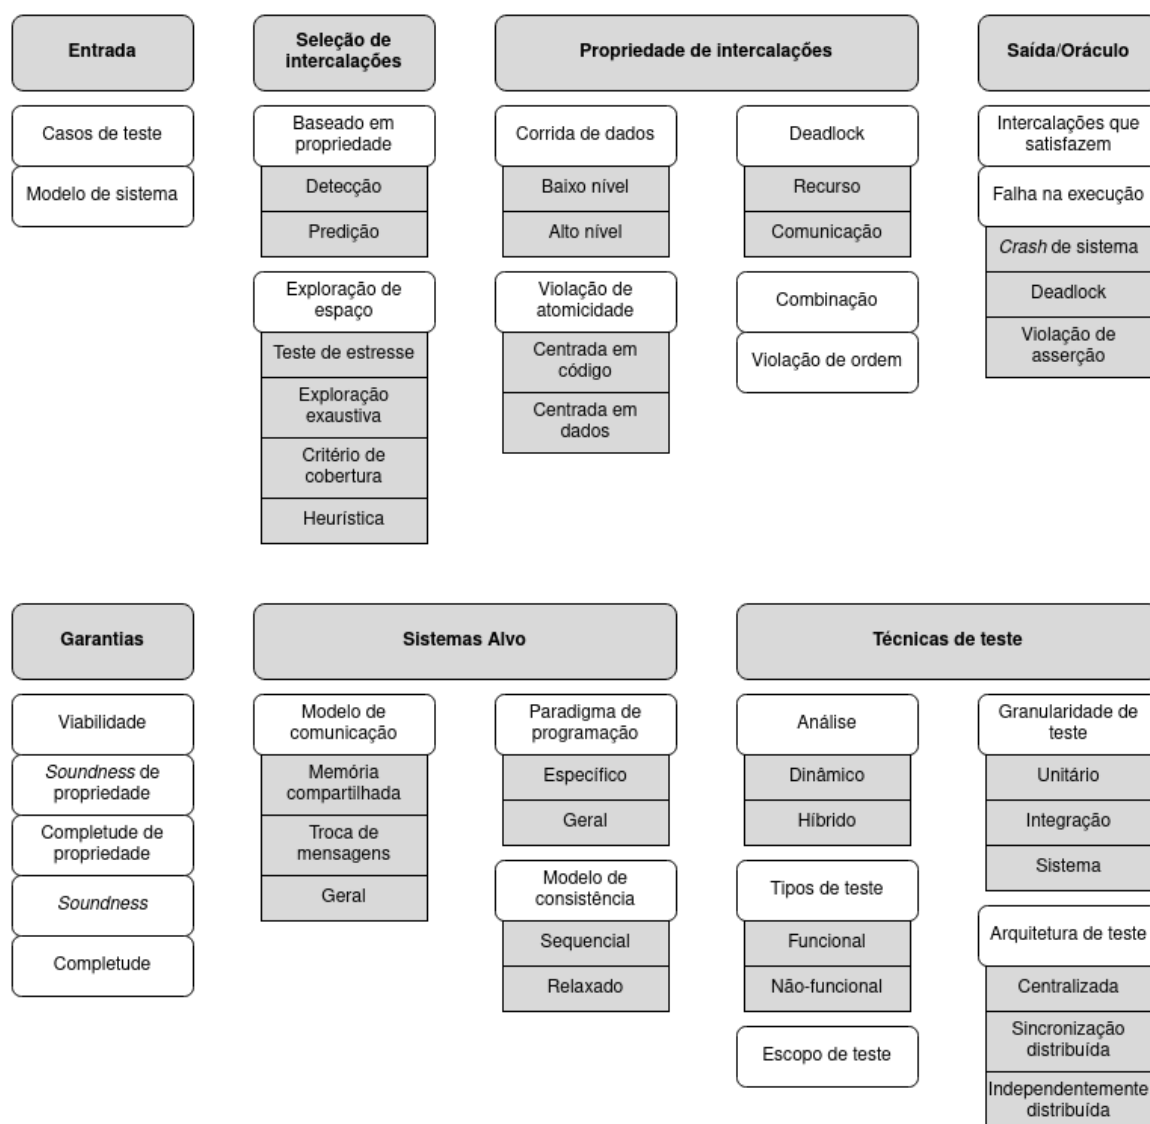 Entrada
Casos de teste
Modelo de sistema
Seleção de
intercalações
Baseado em
propriedade
Detecção
Predição
Exploração de
espaço
Teste de estresse
Exploração
exaustiva
Critério de
cobertura
Heurística
Propriedade de intercalações
Corrida de dados
Baixo nível
Alto nível
Violação de
atomicidade
Centrada em
código
Centrada em
dados
Deadlock
Recurso
Comunicação
Combinação
Violação de ordem
Saída/Oráculo
Intercalações que
satisfazem
Falha na execução
Crash de sistema
Deadlock
Violação de
asserção
Garantias
Viabilidade
Soundness de
propriedade
Completude de
propriedade
Soundness
Completude
Sistemas Alvo
Modelo de
comunicação
Memória
compartilhada
Troca de
mensagens
Geral
Paradigma de
programação
Específico
Geral
Modelo de
consistência
Sequencial
Relaxado
Técnicas de teste
Análise
Dinâmico
Híbrido
Tipos de teste
Funcional
Não-funcional
Escopo de teste
Granularidade de
teste
Unitário
Integração
Sistema
Arquitetura de teste
Centralizada
Sincronização
distribuída
Independentemente
distribuída